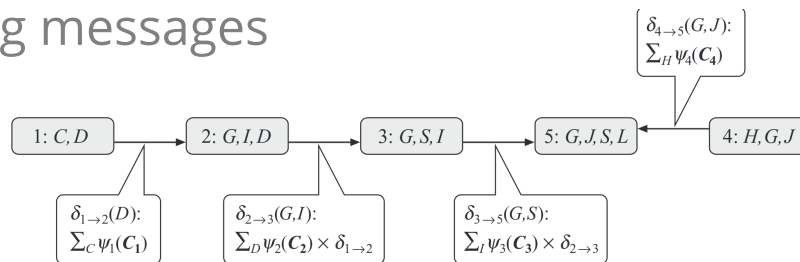 g messages
δ4→5(G,J):
∑H ψ4(C4)
1: C,D
2: G,I,D
3: G,S,I
5: G,J,S,L
4: H,G,J
δ1→2(D):
∑C ψ1(C1)
δ2→3(G,I):
∑D ψ2(C2) × δ1→2
δ3→5(G,S):
∑I ψ3(C3) × δ2→3